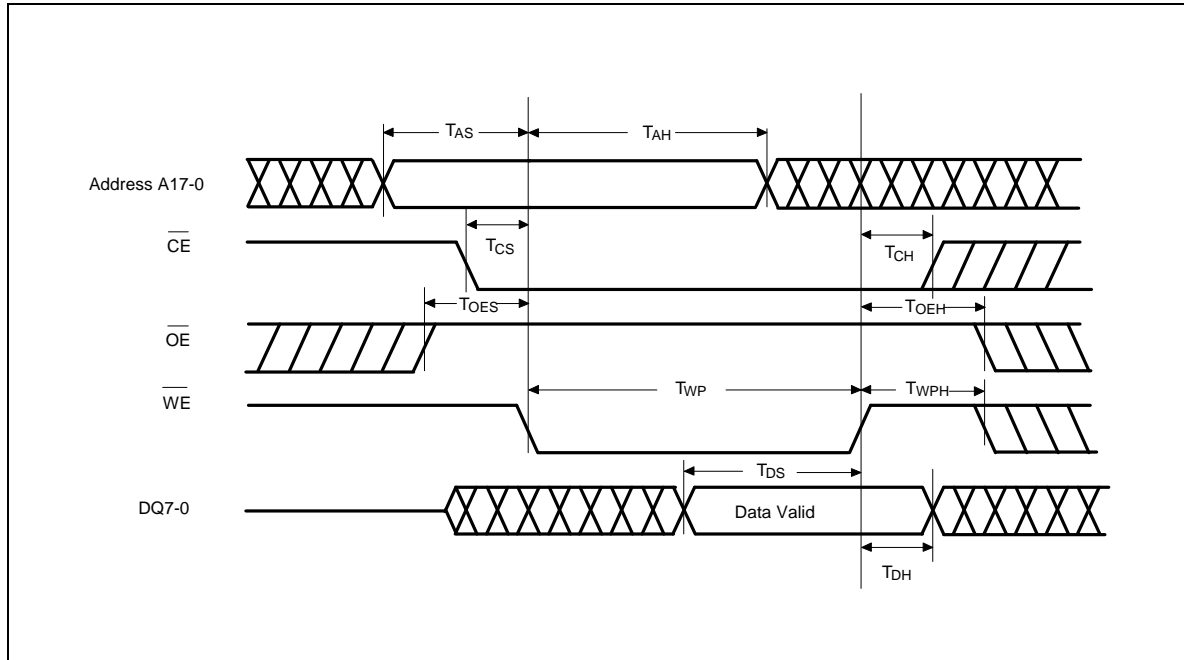 TAS
TAH
Address A17-0
CE
TCS
TCH
TOES
TOEH
OE
TWP
TWPH
WE
TDS
DQ7-0
Data Valid
TDH